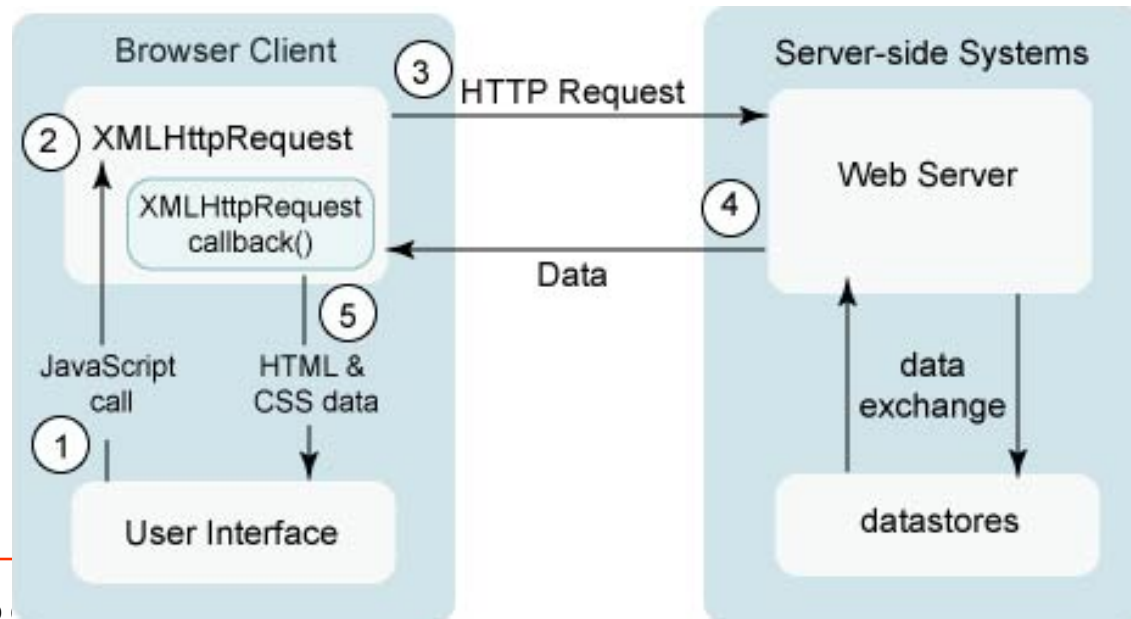 Browser Client
3
HTTP Request
2
XMLHttpRequest
XMLHttpRequest
callback()
5
JavaScript
call
1
HTML &
CSS data
User Interface
4
Data
Server-side Systems
Web Server
data
exchange
datastores